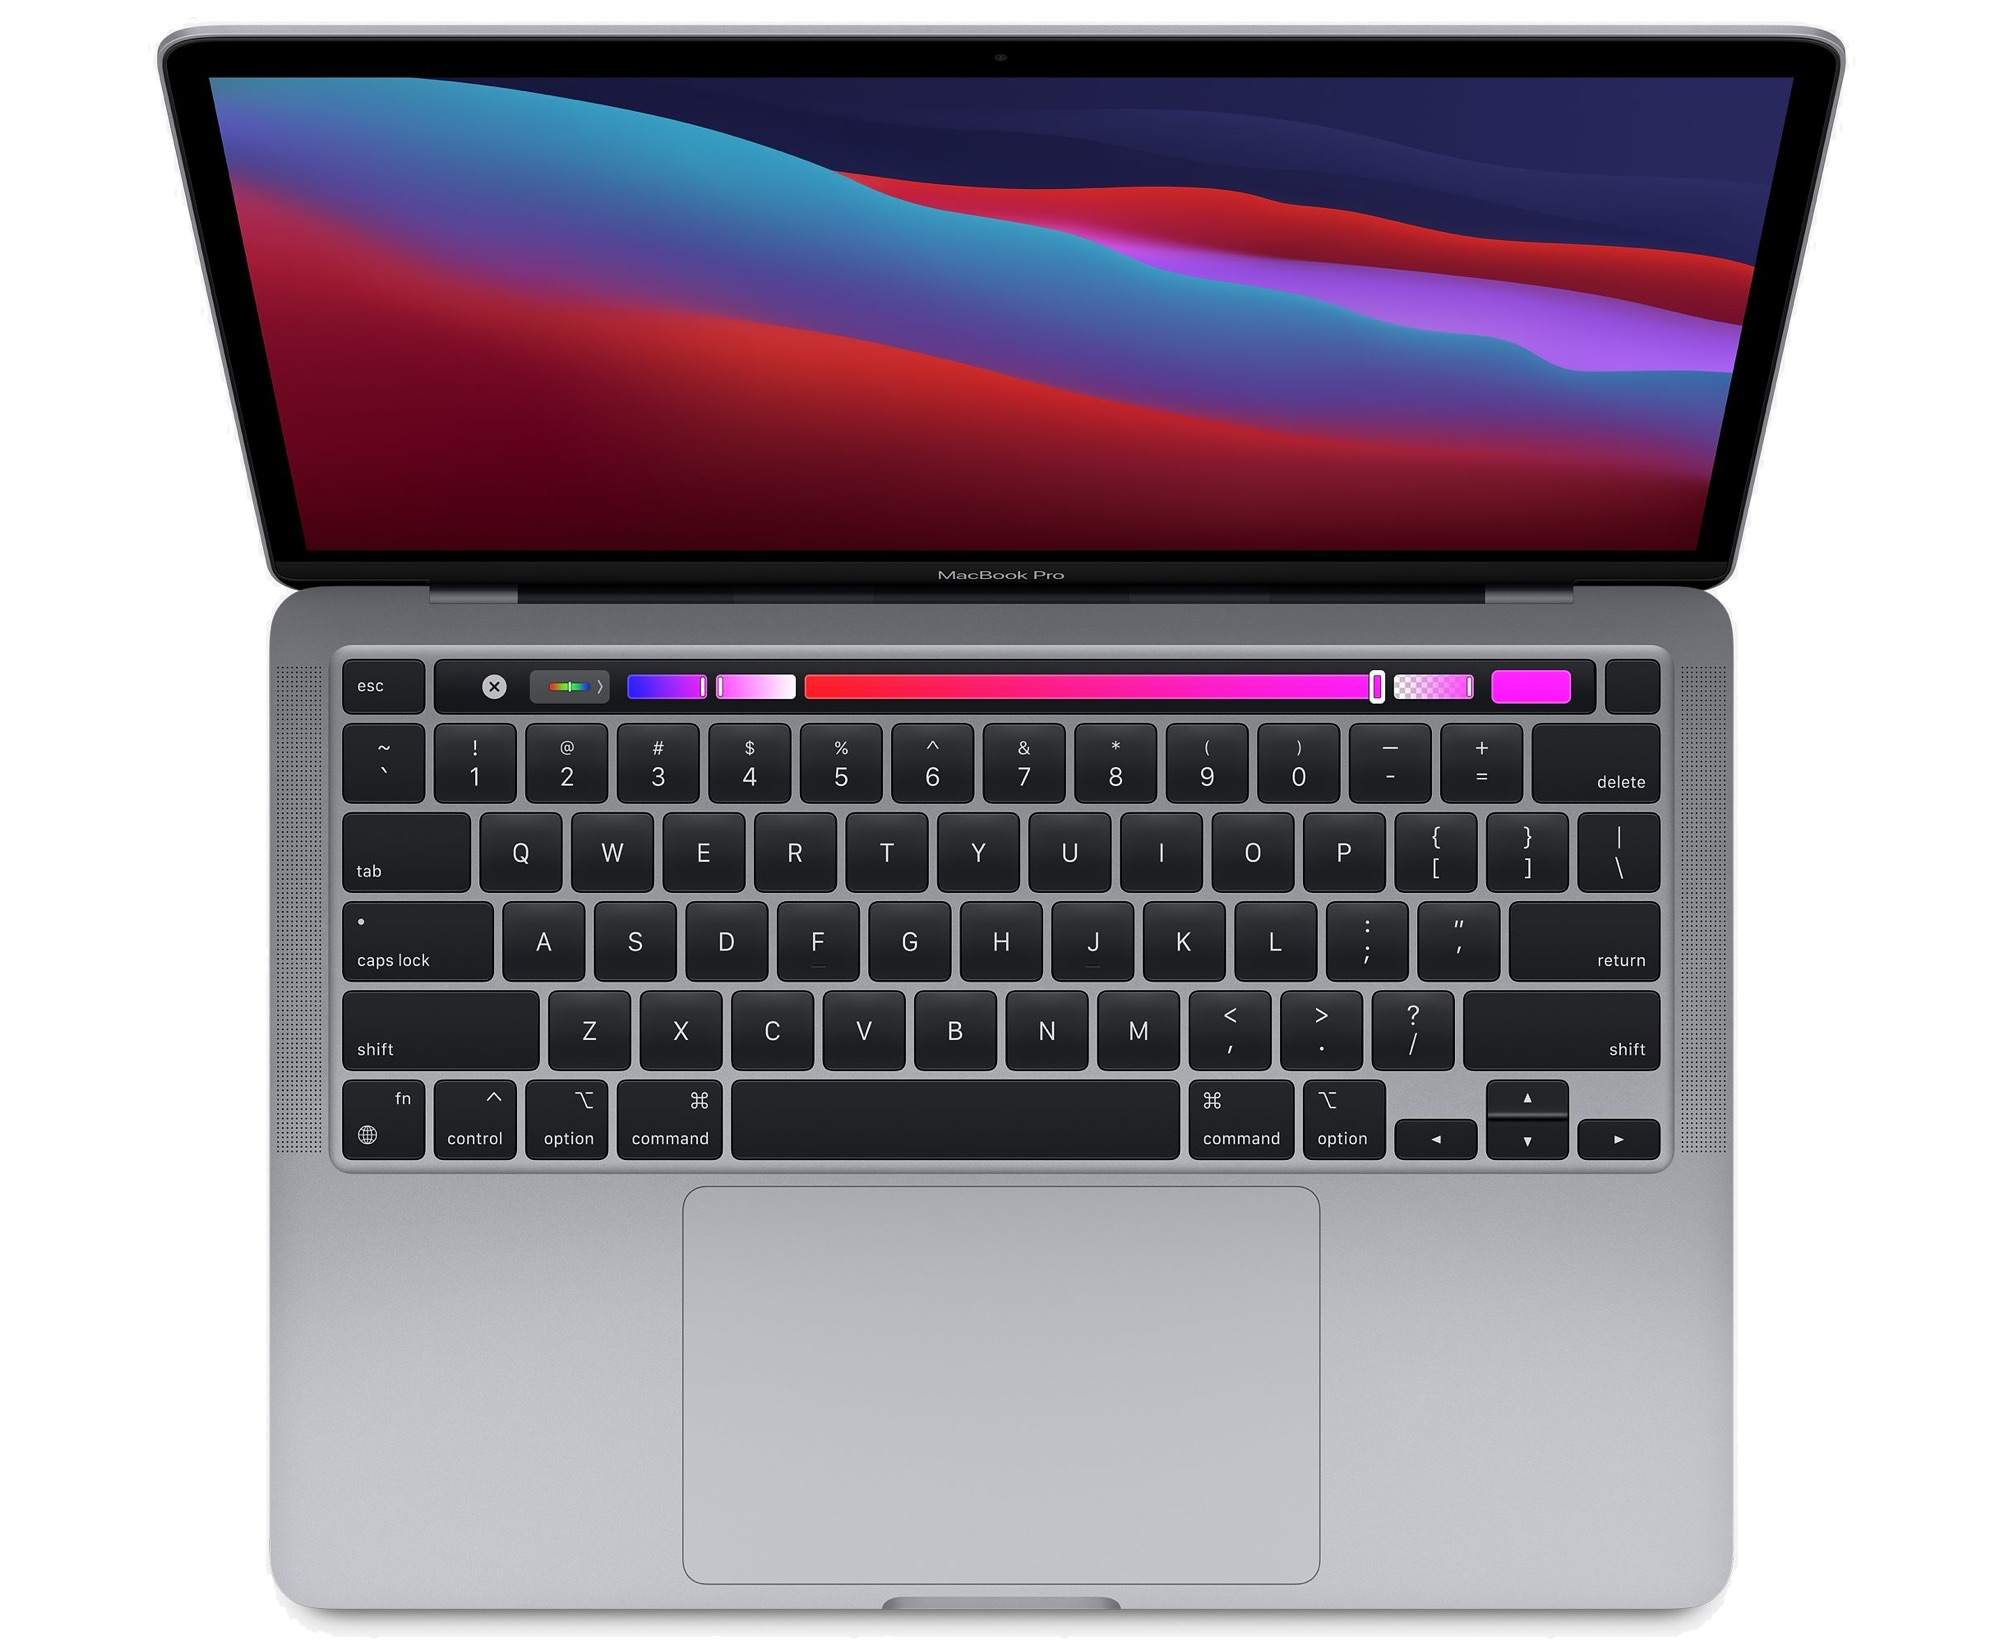 MacBook Pro
esc
~ ! @ # $ % ^ & * ( ) — +
` 1 2 3 4 5 6 7 8 9 0 - = delete
tab Q W E R T Y U I O P { [ } ] | \
caps lock A S D F G H J K L : ; " ' return
shift Z X C V B N M < , > . ? / shift
fn ^ ⌥ ⌘ ⌘ ⌥ ▲
control option command command option ◀ ▼ ▶